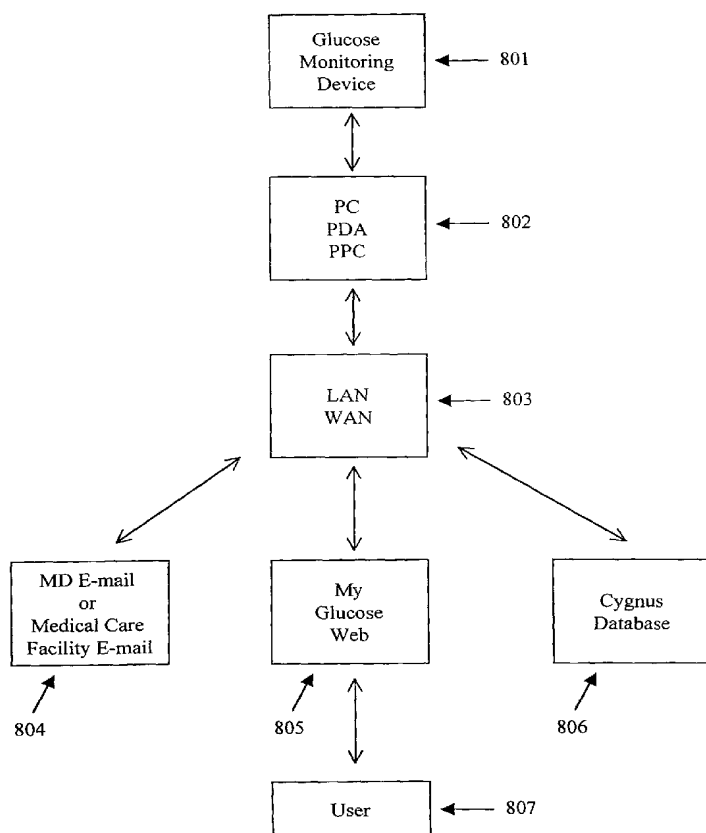 Glucose
Monitoring
Device
801
PC
PDA
PPC
802
LAN
WAN
803
MD E-mail
or
Medical Care
Facility E-mail
804
My
Glucose
Web
805
Cygnus
Database
806
User
807